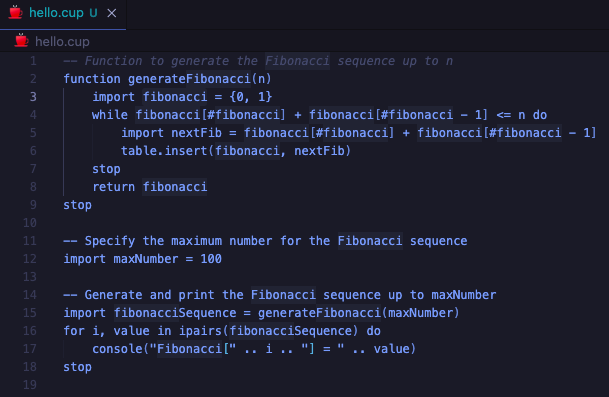 hello.cup U ×
hello.cup
1 -- Function to generate the Fibonacci sequence up to n
2 function generateFibonacci(n)
3     import fibonacci = {0, 1}
4     while fibonacci[#fibonacci] + fibonacci[#fibonacci - 1] <= n do
5         import nextFib = fibonacci[#fibonacci] + fibonacci[#fibonacci - 1]
6         table.insert(fibonacci, nextFib)
7     stop
8     return fibonacci
9 stop
10
11 -- Specify the maximum number for the Fibonacci sequence
12 import maxNumber = 100
13
14 -- Generate and print the Fibonacci sequence up to maxNumber
15 import fibonacciSequence = generateFibonacci(maxNumber)
16 for i, value in ipairs(fibonacciSequence) do
17     console("Fibonacci[" .. i .. "] = " .. value)
18 stop
19